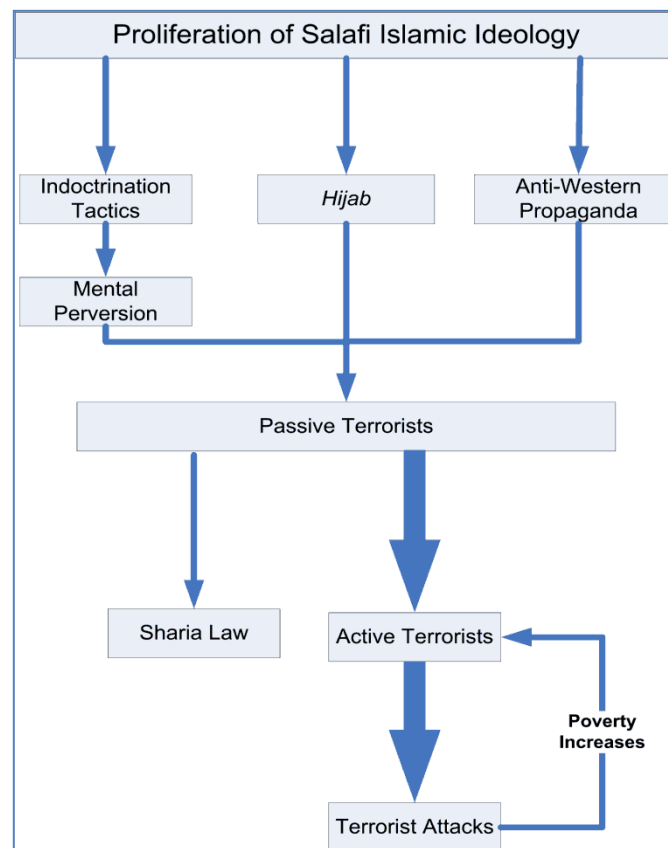 Proliferation of Salafi Islamic Ideology
Indoctrination
Tactics
Hijab
Anti-Western
Propaganda
Mental
Perversion
Passive Terrorists
Sharia Law
Active Terrorists
Poverty
Increases
Terrorist Attacks